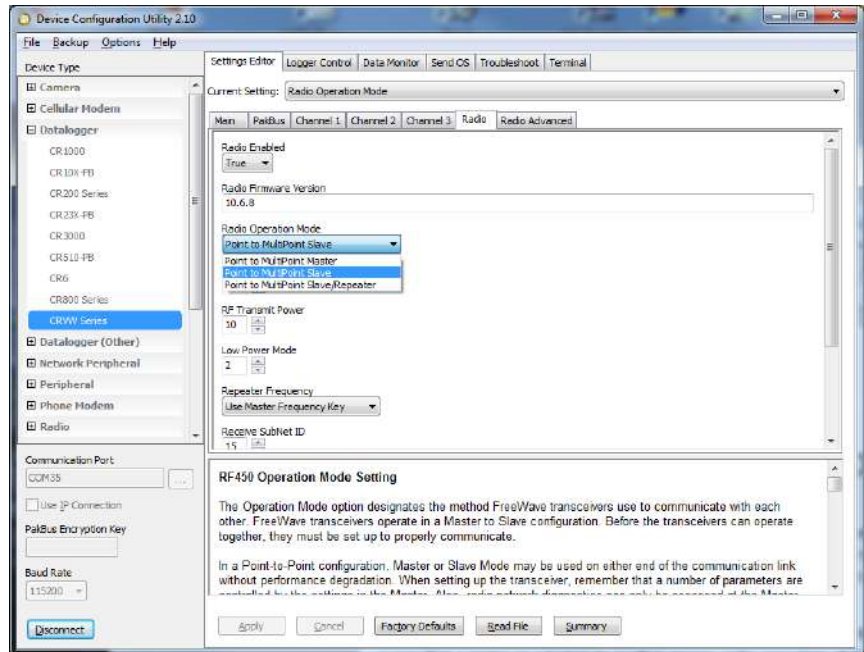 Device Configuration Utility 2.10
File Backup Options Help
Device Type
Camera
Cellular Modem
Datalogger
CR1000
CR10X-PB
CR200 Series
CR23X-PB
CR3000
CR510-PB
CR6
CR800 Series
CRVW Series
Datalogger (Other)
Network Peripheral
Peripheral
Phone Modem
Radio
Communication Port
COM35
...
Use IP Connection
PakBus Encryption Key
Baud Rate
115200
Disconnect
Settings Editor Logger Control Data Monitor Send OS Troubleshoot Terminal
Current Setting: Radio Operation Mode
Main PakBus Channel 1 Channel 2 Channel 3 Radio Radio Advanced
Radio Enabled
True
Radio Firmware Version
10.6.8
Radio Operation Mode
Point to MultiPoint Slave
Point to MultiPoint Master
Point to MultiPoint Slave
Point to MultiPoint Slave/Repeater
RF Transmit Power
10
Low Power Mode
2
Repeater Frequency
Use Master Frequency Key
Receive SubNet ID
15
RF450 Operation Mode Setting
The Operation Mode option designates the method FreeWave transceivers use to communicate with each
other. FreeWave transceivers operate in a Master to Slave configuration. Before the transceivers can operate
together, they must be set up to properly communicate.
In a Point-to-Point configuration. Master or Slave Mode may be used on either end of the communication link
without performance degradation. When setting up the transceiver, remember that a number of parameters are
Apply Cancel Factory Defaults Read File Summary